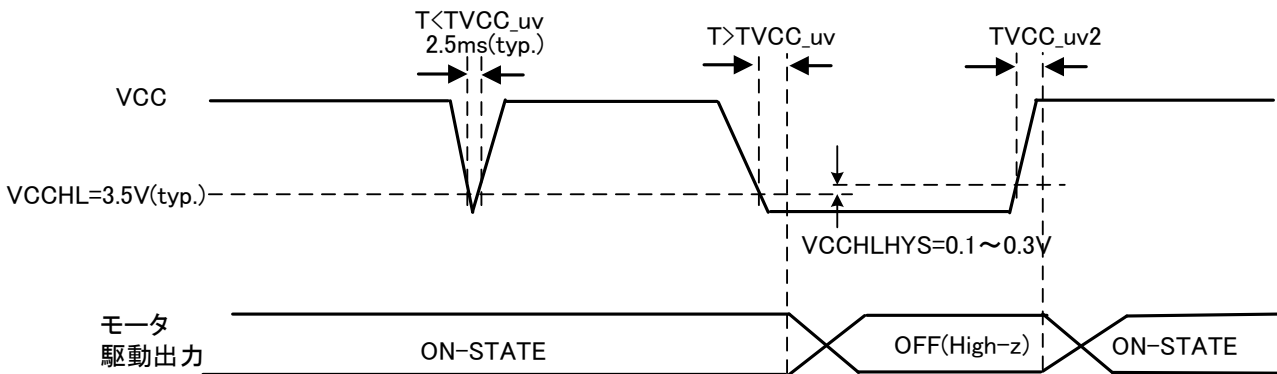 T<TVCC_uv
2.5ms(typ.)
T>TVCC_uv
TVCC_uv2
VCC
VCCHL=3.5V(typ.)
VCCHLHYS=0.1～0.3V
モータ
駆動出力
ON-STATE
OFF(High-z)
ON-STATE